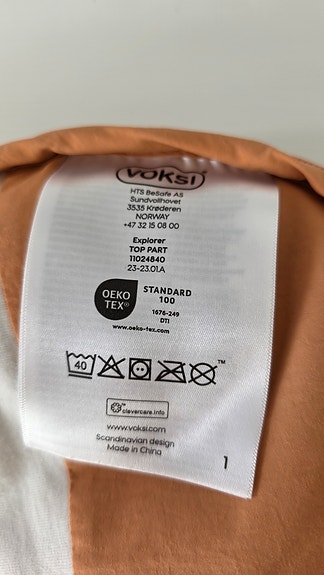 VOKSI
HTS BeSafe AS
Sundvollhovet
3535 Krøderen
NORWAY
+47 32 15 08 00
Explorer
TOP PART
11024840
23-23.01A
OEKO
TEX®
STANDARD
100
1676-249
DTI
www.oeko-tex.com
40
TM
clevercare.info
www.voksi.com
Scandinavian design
Made in China
1